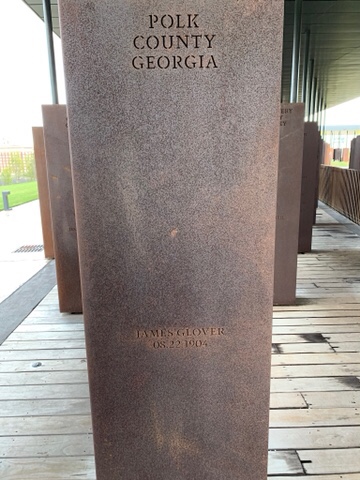 POLK
COUNTY
GEORGIA
JAMES GLOVER
08.22.1904